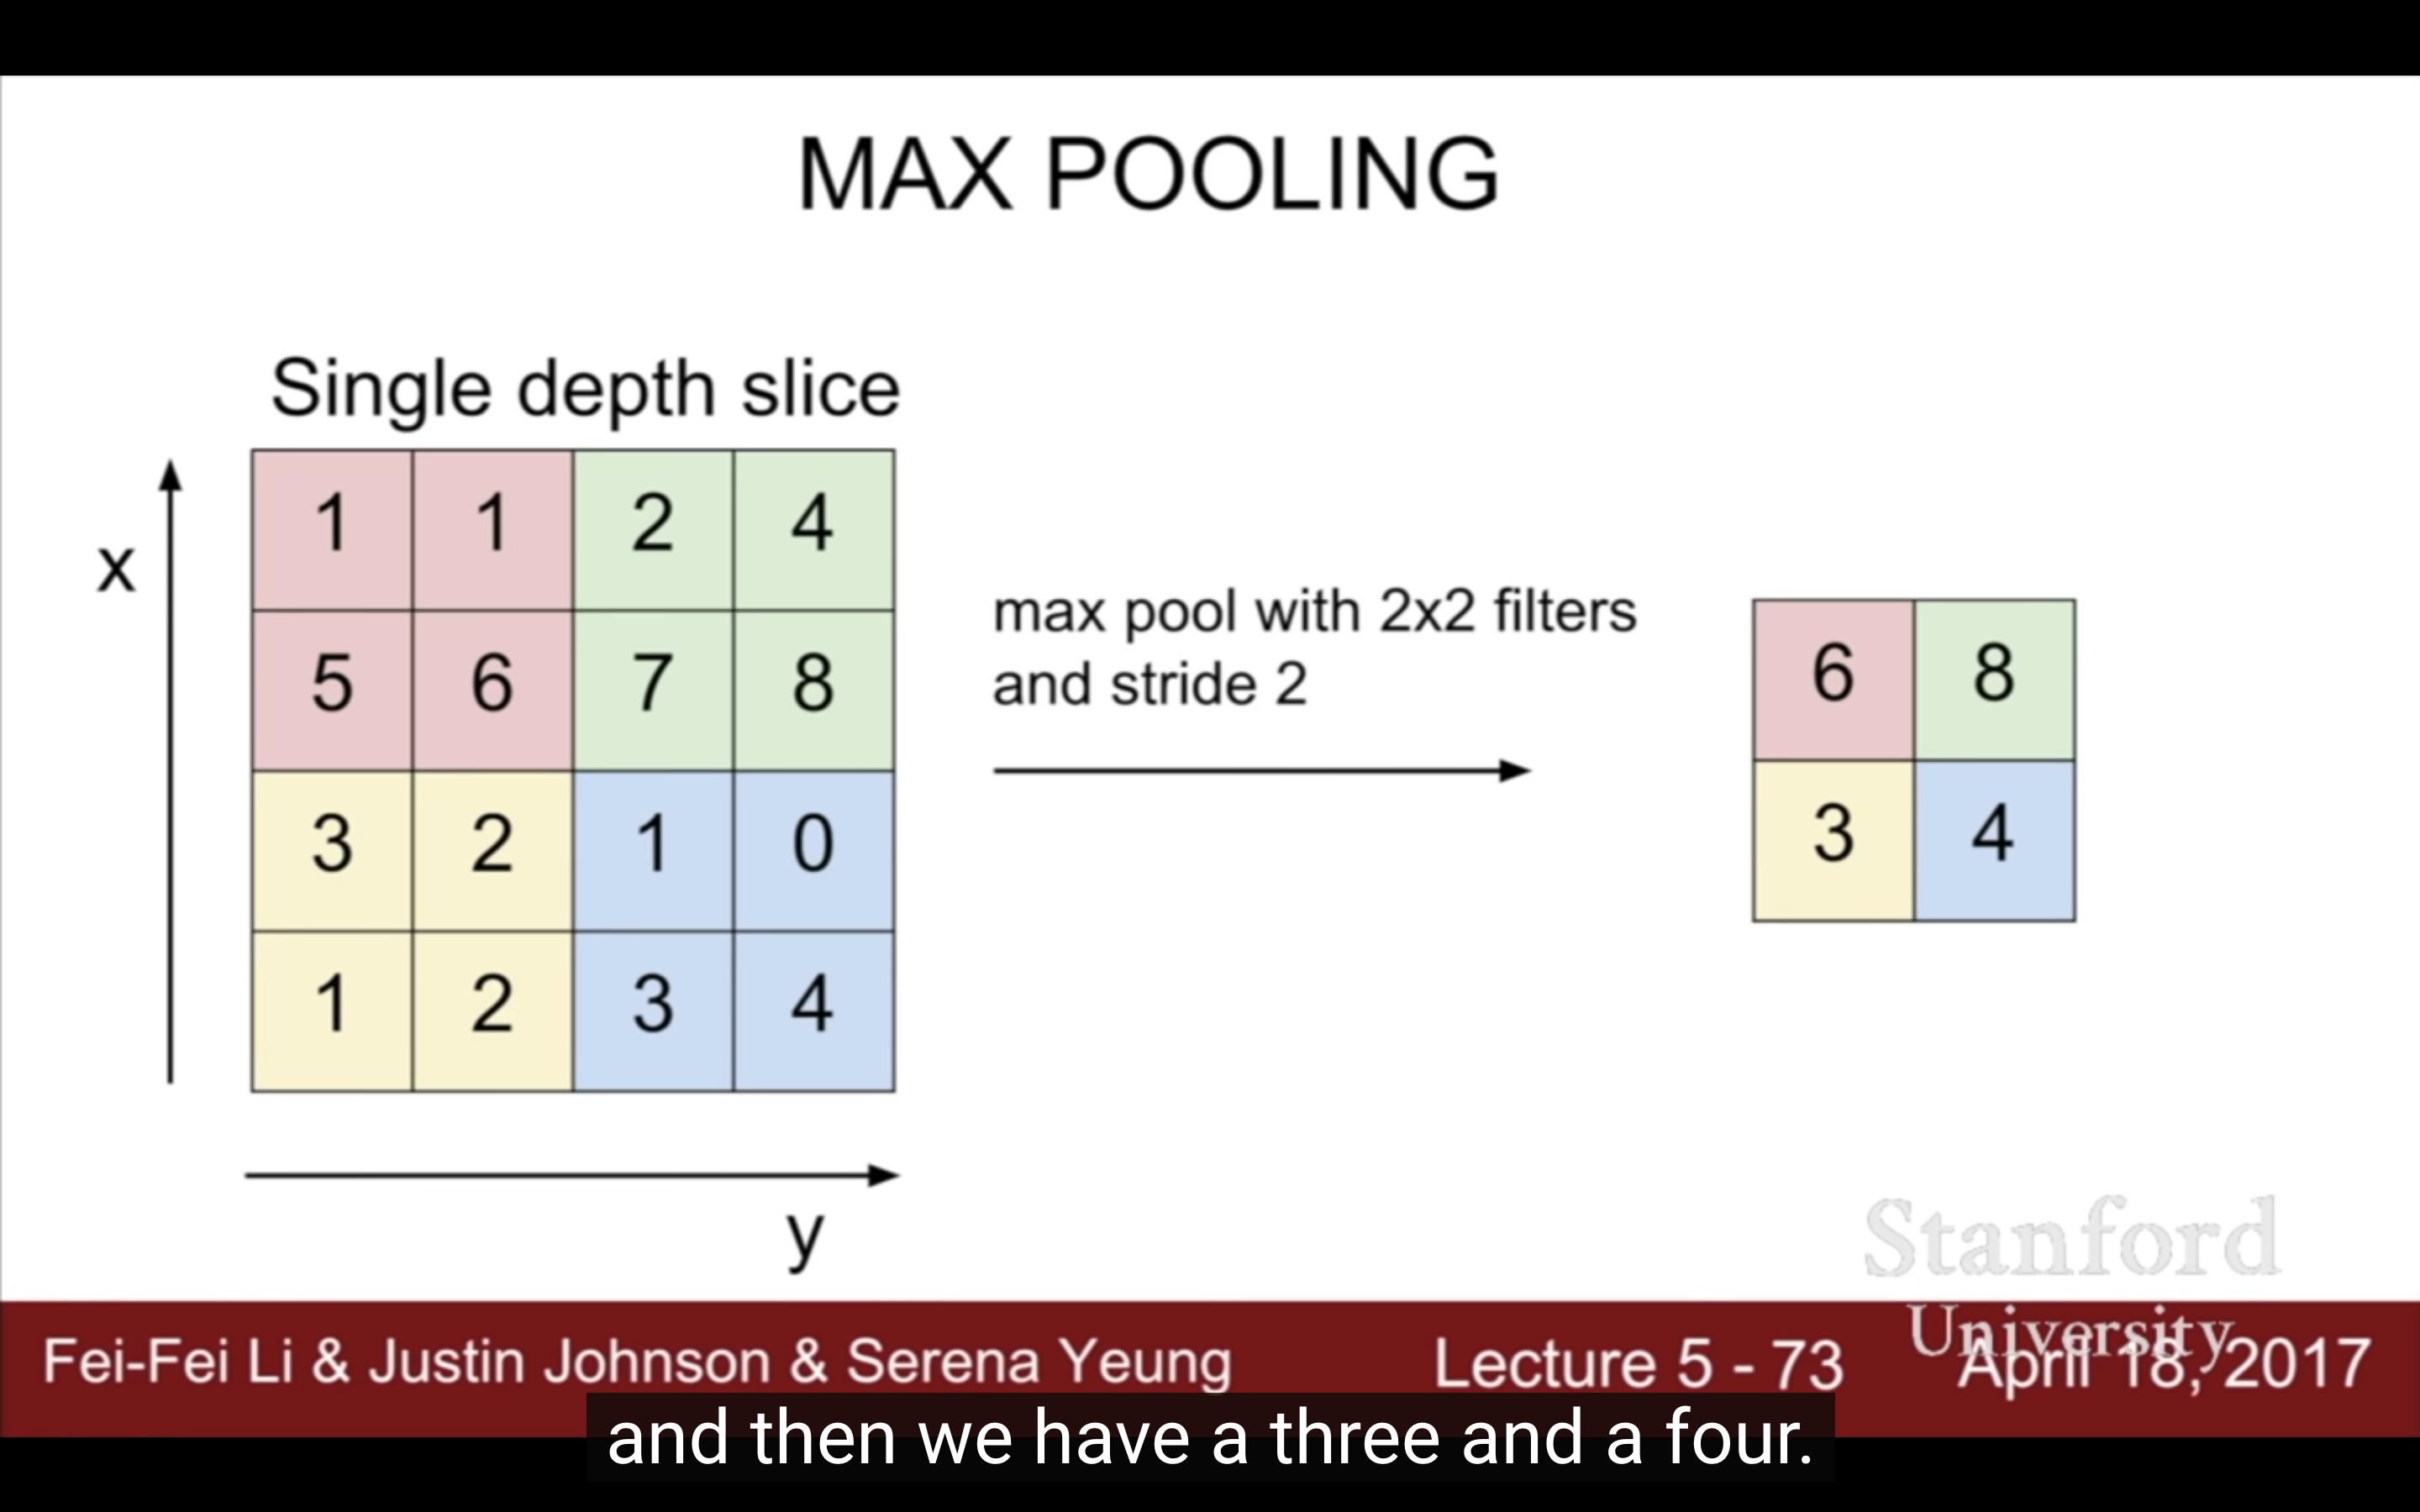 MAX POOLING
Single depth slice
x
1 1 2 4
5 6 7 8
3 2 1 0
1 2 3 4
y
max pool with 2x2 filters
and stride 2
6 8
3 4
Stanford
University
Fei-Fei Li & Justin Johnson & Serena Yeung
Lecture 5 - 73
April 18, 2017
and then we have a three and a four.